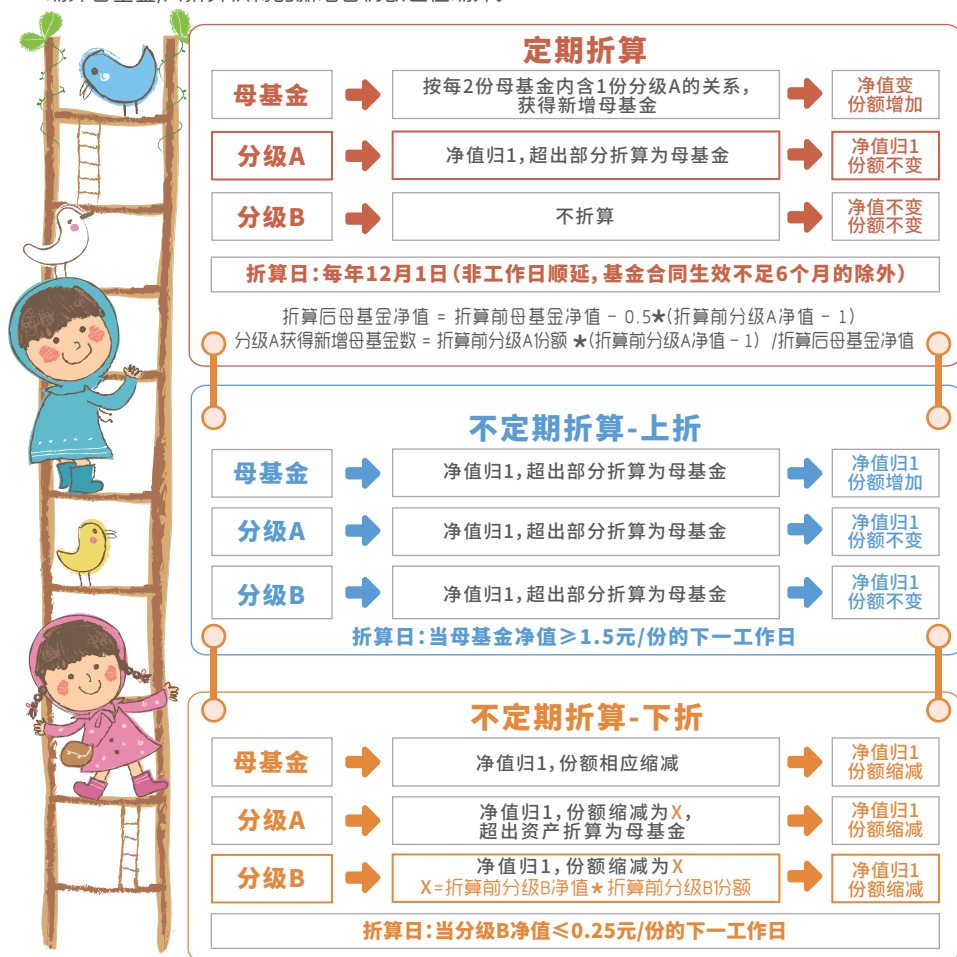 定期折算
母基金
按每2份母基金内含1份分级A的关系，
获得新增母基金
净值变
份额增加
分级A
净值归1，超出部分折算为母基金
净值归1
份额不变
分级B
不折算
净值不变
份额不变
折算日：每年12月1日（非工作日顺延，基金合同生效不足6个月的除外）
折算后母基金净值 = 折算前母基金净值 - 0.5★(折算前分级A净值 - 1)
分级A获得新增母基金数 = 折算前分级A份额 ★(折算前分级A净值 - 1) /折算后母基金净值
不定期折算-上折
母基金
净值归1，超出部分折算为母基金
净值归1
份额增加
分级A
净值归1，超出部分折算为母基金
净值归1
份额不变
分级B
净值归1，超出部分折算为母基金
净值归1
份额不变
折算日：当母基金净值≥1.5元/份的下一工作日
不定期折算-下折
母基金
净值归1，份额相应缩减
净值归1
份额缩减
分级A
净值归1，份额缩减为X，
超出资产折算为母基金
净值归1
份额缩减
分级B
净值归1，份额缩减为X
X=折算前分级B净值★折算前分级B份额
净值归1
份额缩减
折算日：当分级B净值≤0.25元/份的下一工作日